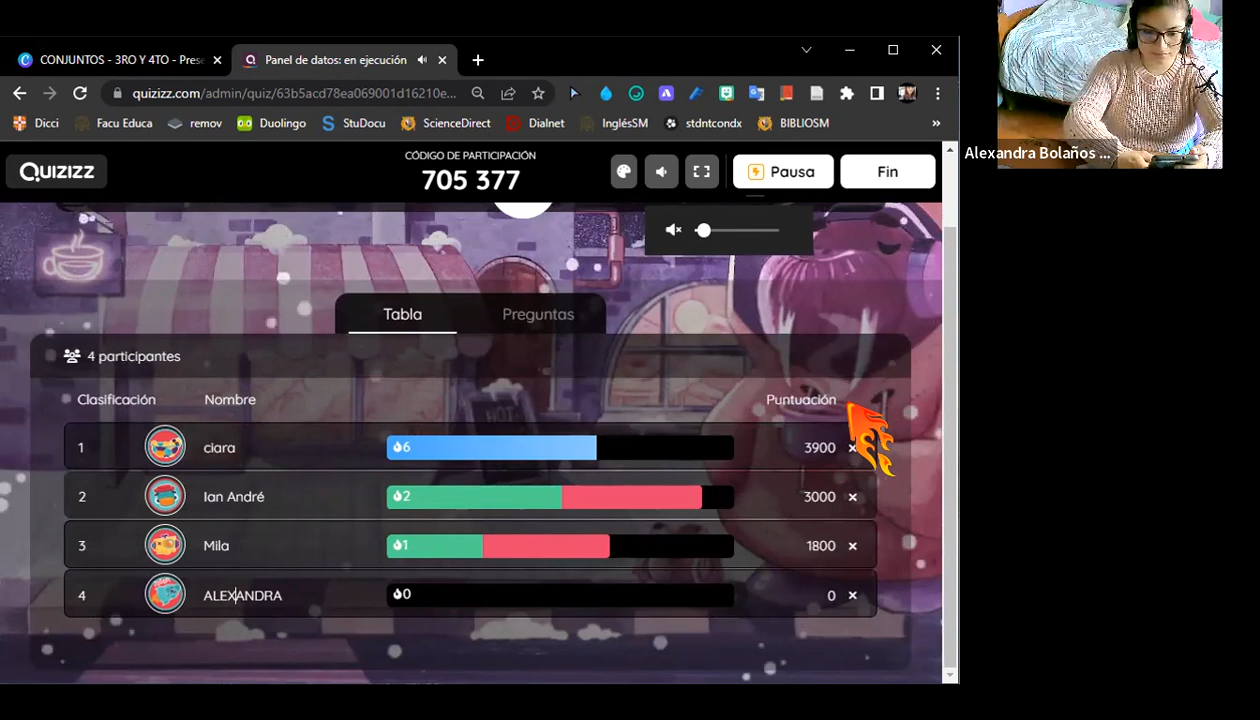 CONJUNTOS - 3RO Y 4TO - Prese
Panel de datos: en ejecución
quizizz.com/admin/quiz/63b5acd78ea069001d16210e...
Dicci Facu Educa remov Duolingo StuDocu ScienceDirect Dialnet InglésSM stdntcondx BIBLIOSM »
QUIZIZZ
CÓDIGO DE PARTICIPACIÓN
705 377
Pausa
Fin
Tabla Preguntas
4 participantes
Clasificación Nombre Puntuación
1 ciara 6 3900
2 Ian André 2 3000
3 Mila 1 1800
4 ALEXANDRA 0 0
HOT
Alexandra Bolaños ...